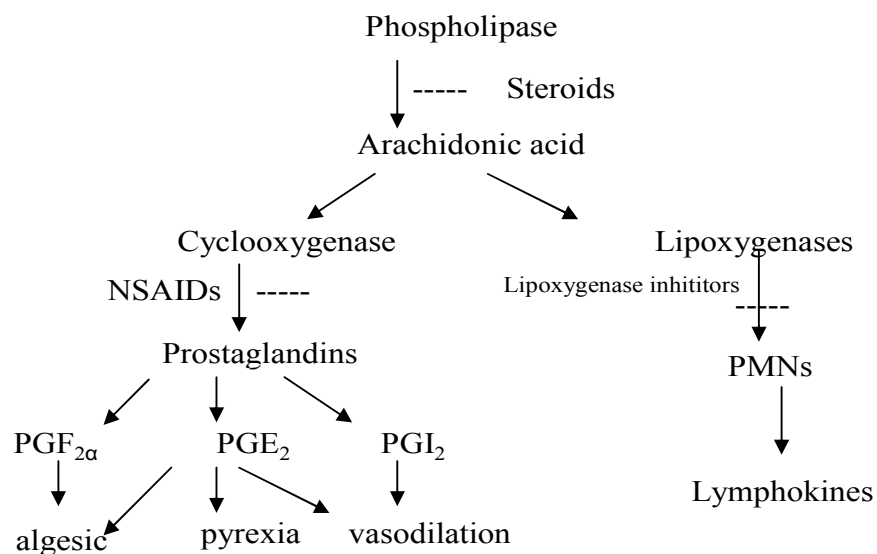 Phospholipase
----- Steroids
Arachidonic acid
Cyclooxygenase Lipoxygenases
NSAIDs ----- Lipoxygenase inhititors
-----
Prostaglandins PMNs
PGF2α PGE2 PGI2
Lymphokines
algesic pyrexia vasodilation